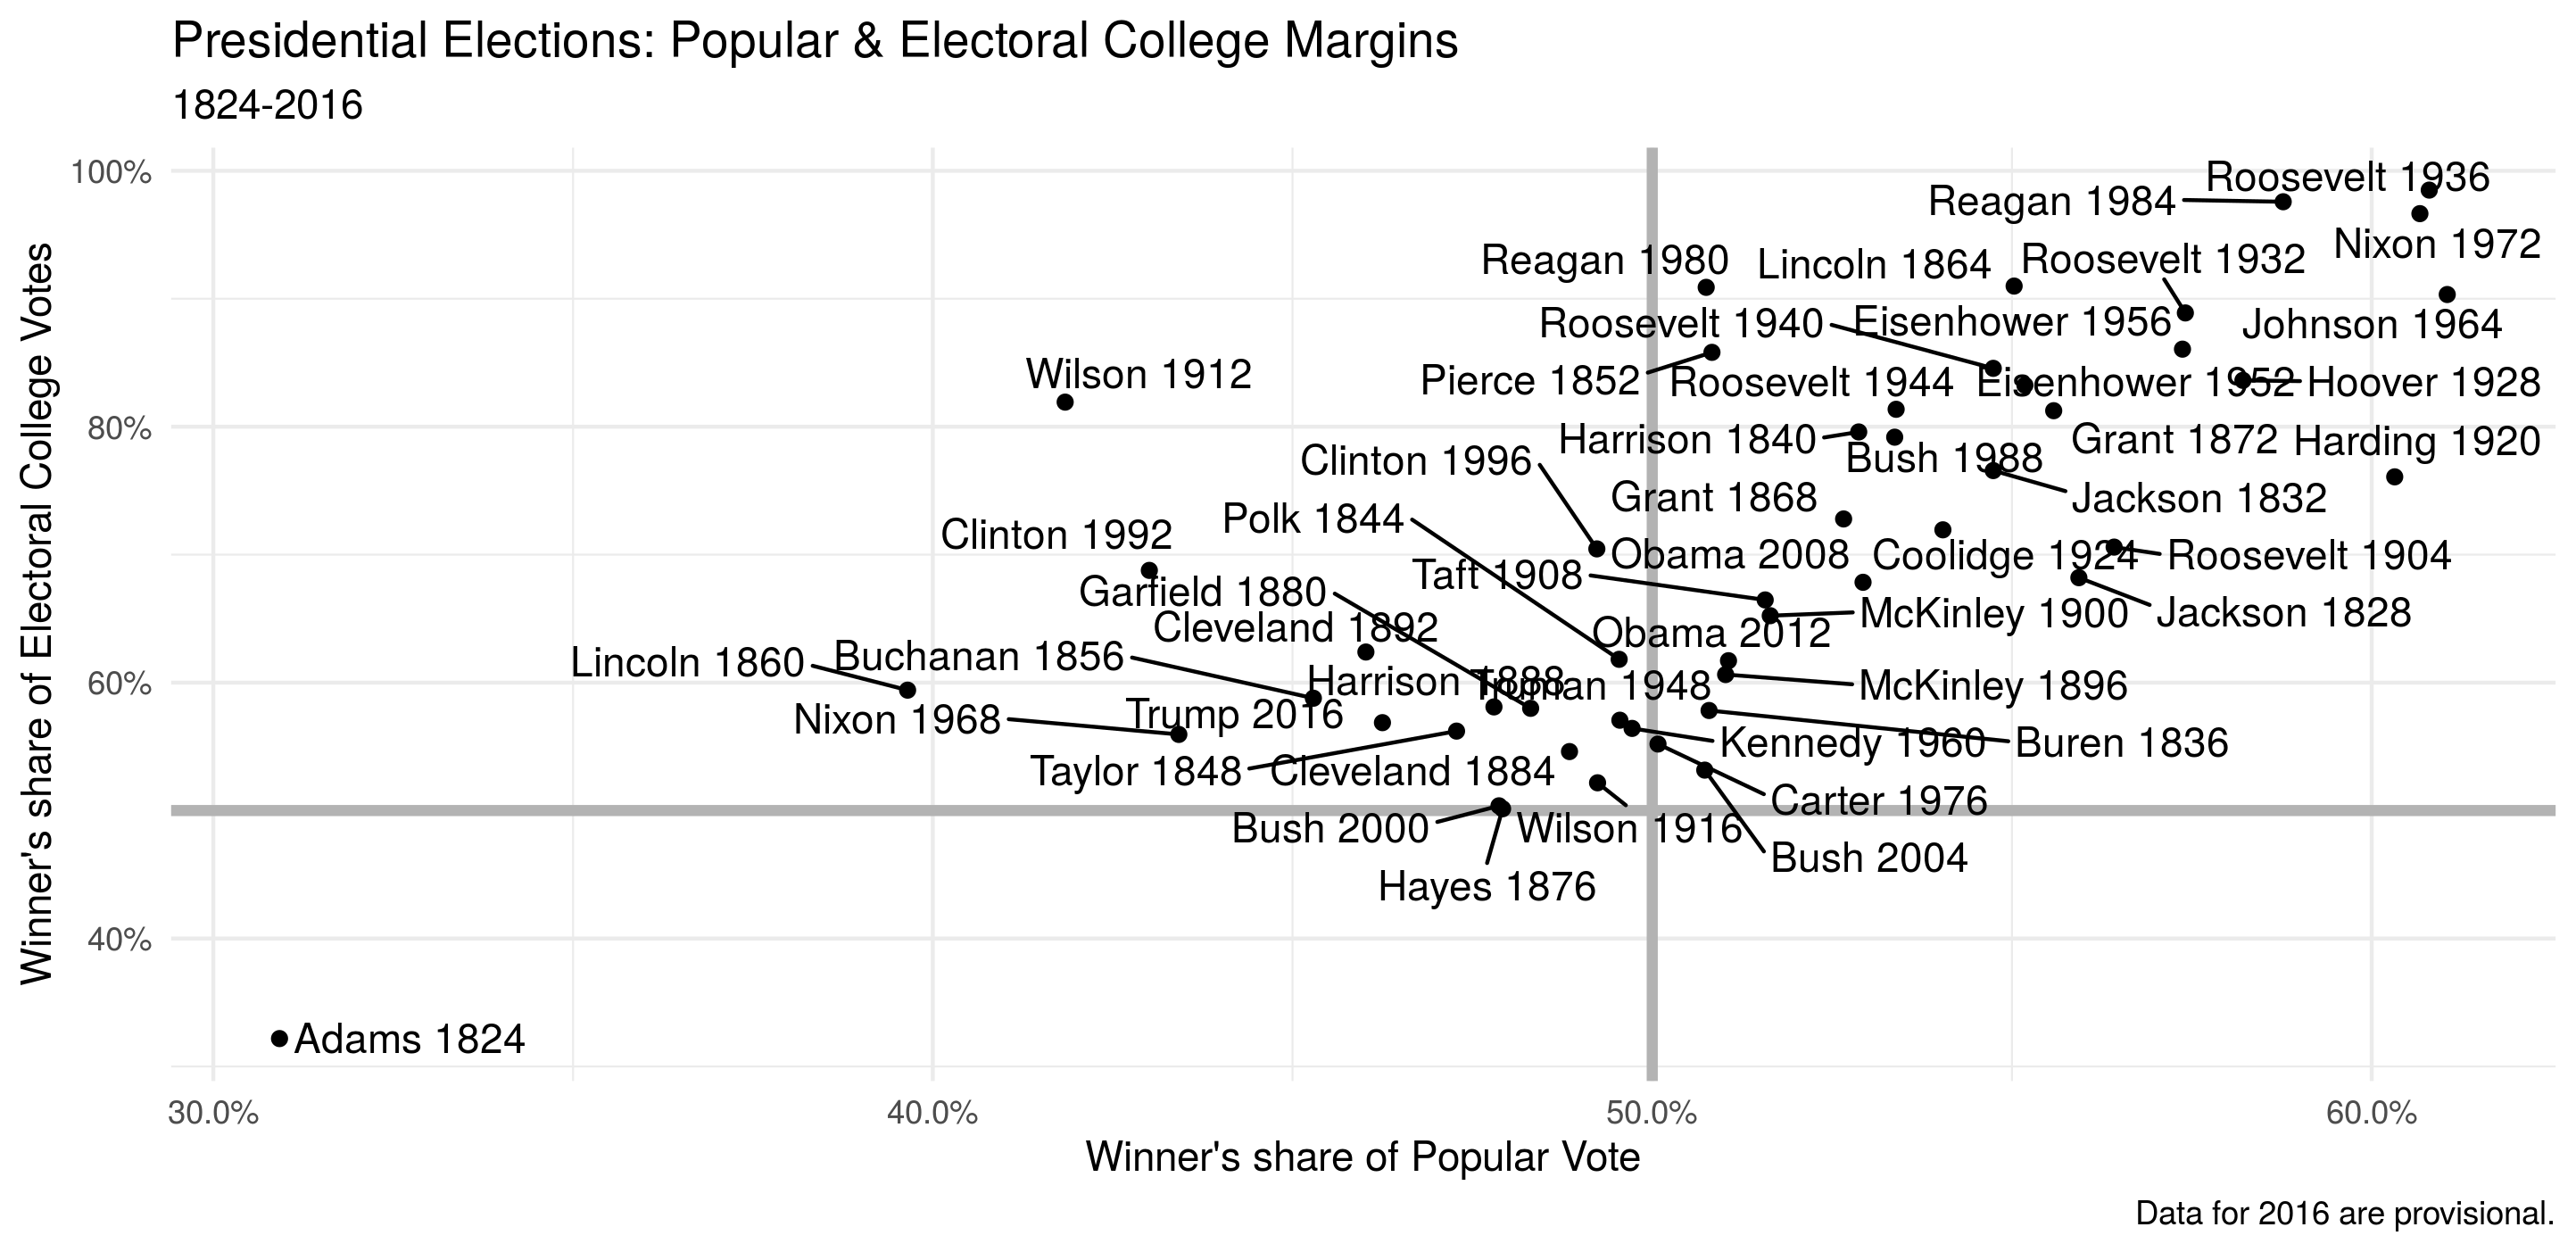 Presidential Elections: Popular & Electoral College Margins
1824-2016
Winner's share of Electoral College Votes
100%
80%
60%
40%
Roosevelt 1936
Reagan 1984
Nixon 1972
Reagan 1980
Lincoln 1864
Roosevelt 1932
Roosevelt 1940
Eisenhower 1956
Johnson 1964
Wilson 1912
Pierce 1852
Roosevelt 1944
Eisenhower 1952
Hoover 1928
Harrison 1840
Grant 1872
Harding 1920
Clinton 1996
Bush 1988
Grant 1868
Jackson 1832
Polk 1844
Clinton 1992
Obama 2008
Coolidge 1924
Roosevelt 1904
Taft 1908
Garfield 1880
McKinley 1900
Jackson 1828
Cleveland 1892
Obama 2012
Lincoln 1860
Buchanan 1856
Harrison 1888
Truman 1948
McKinley 1896
Nixon 1968
Trump 2016
Kennedy 1960
Buren 1836
Taylor 1848
Cleveland 1884
Carter 1976
Bush 2000
Wilson 1916
Bush 2004
Hayes 1876
Adams 1824
30.0%
40.0%
50.0%
60.0%
Winner's share of Popular Vote
Data for 2016 are provisional.